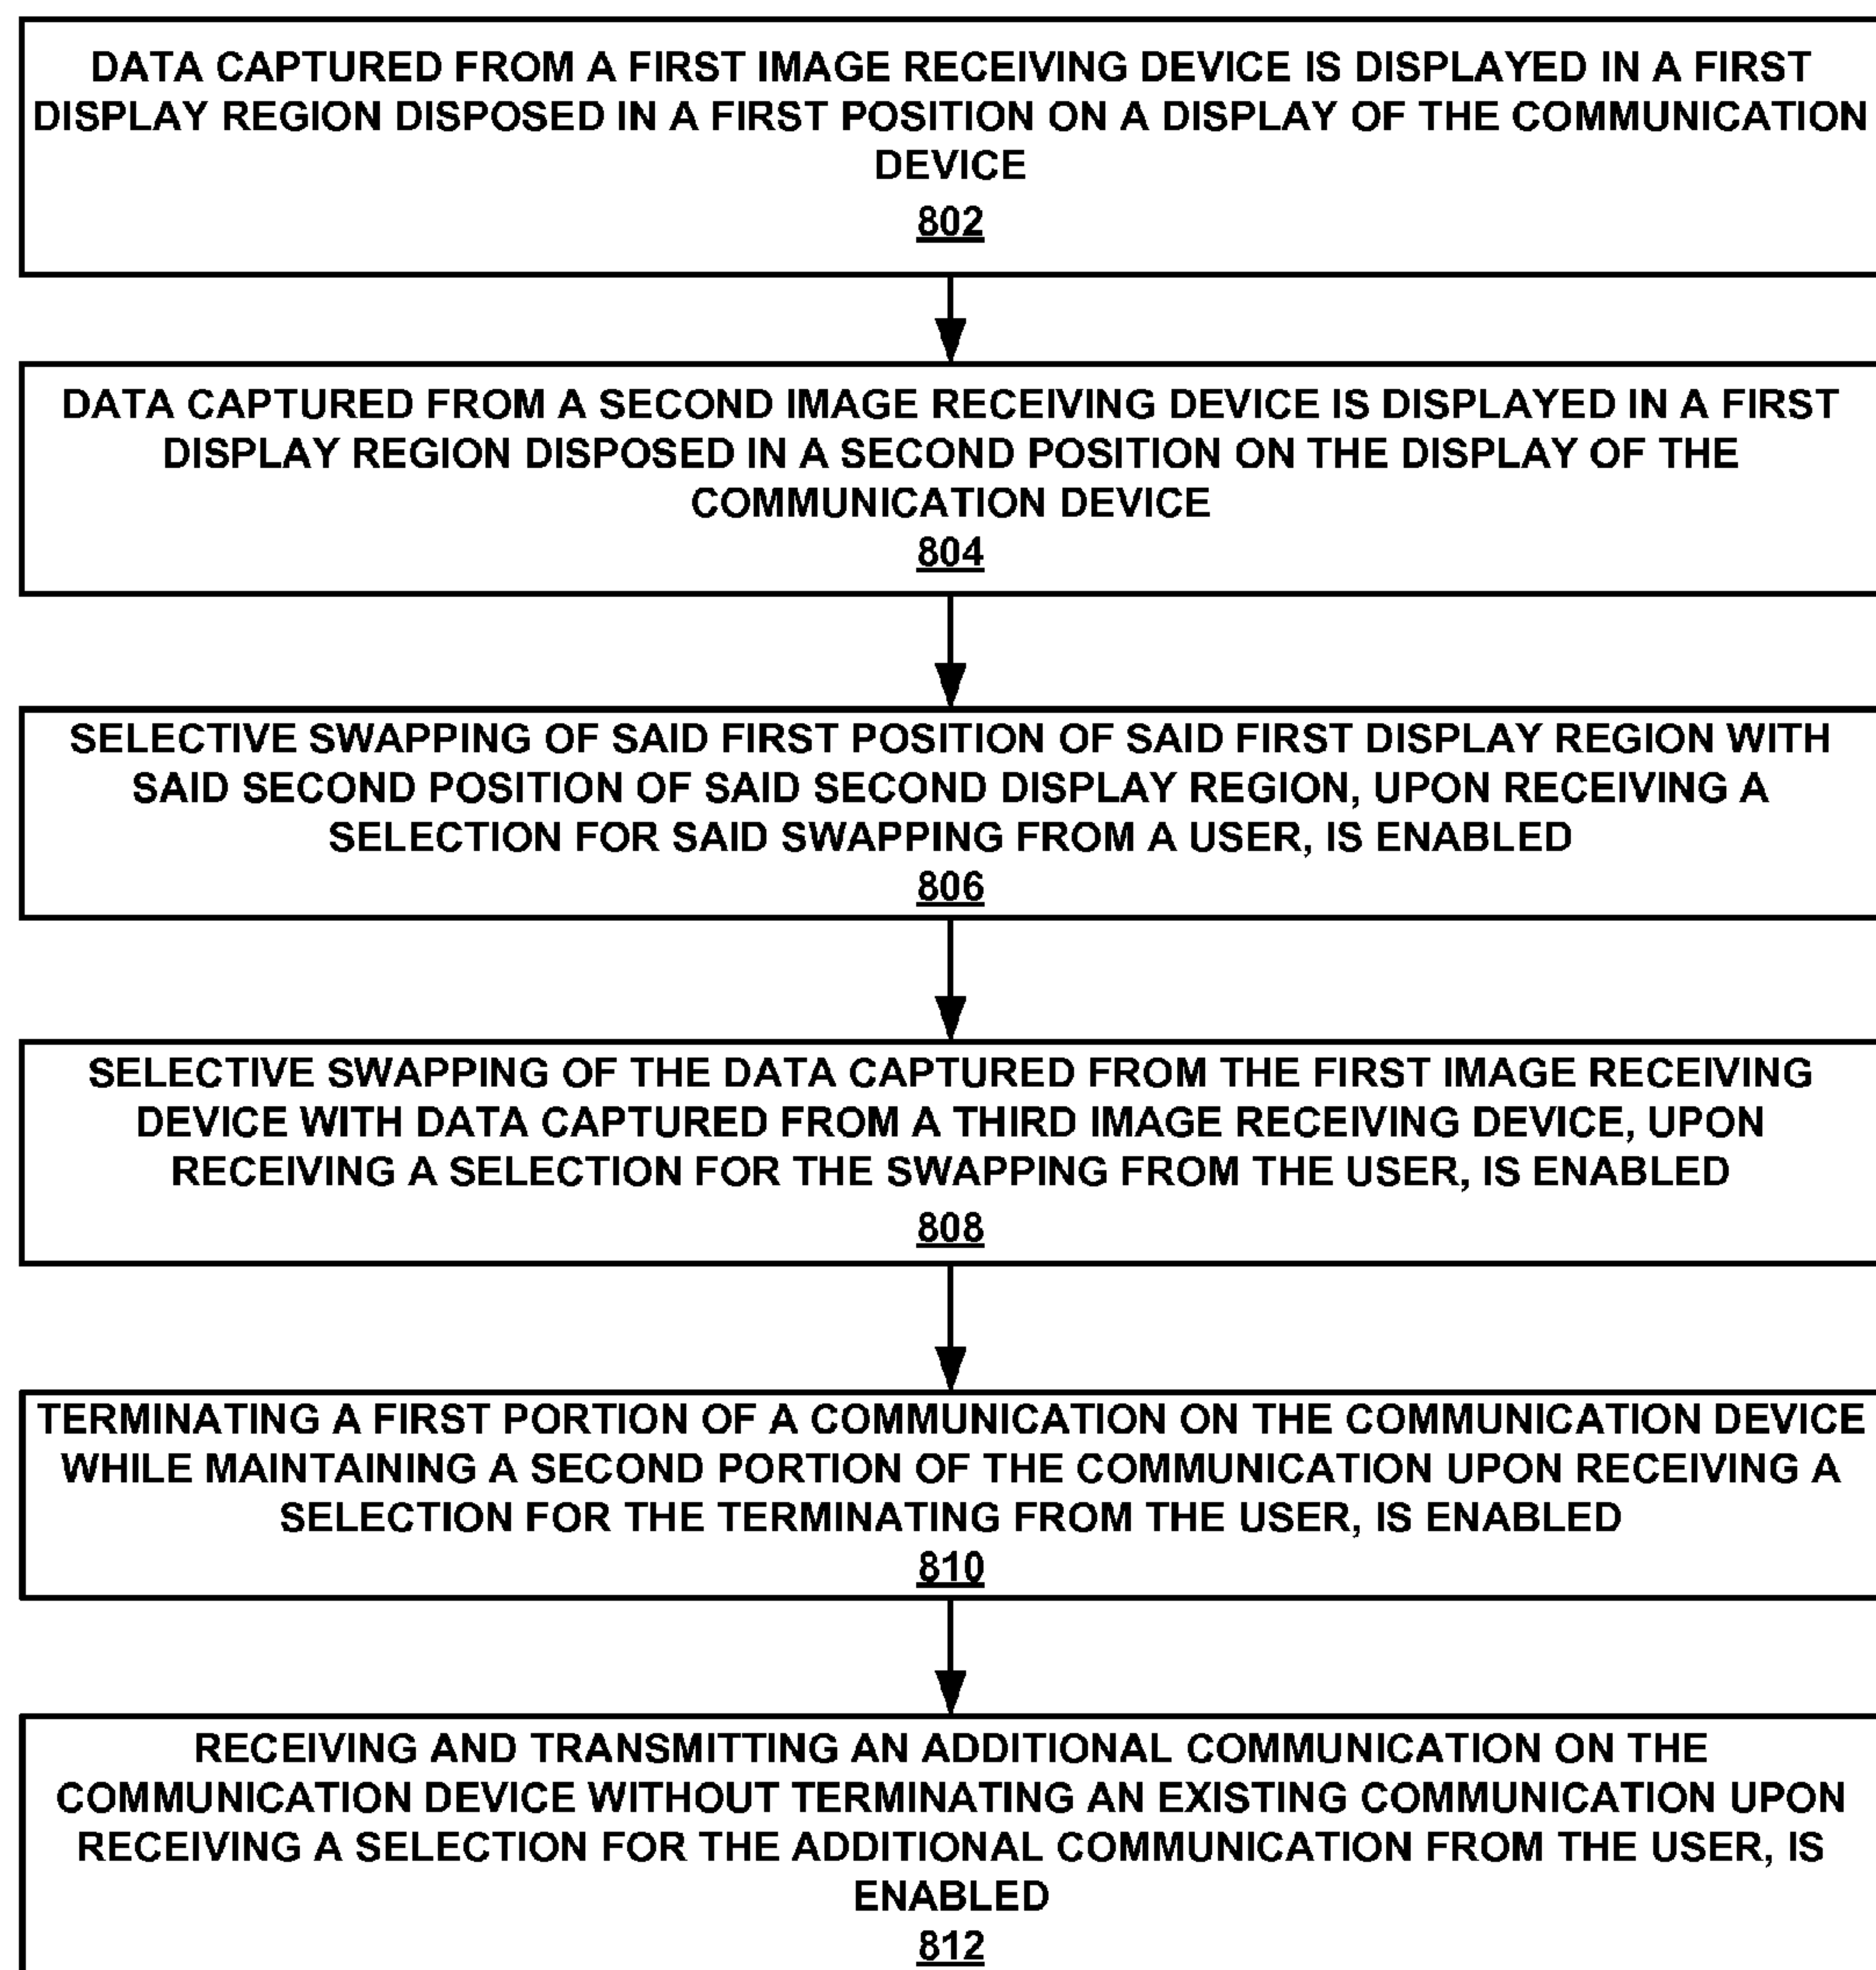 DATA CAPTURED FROM A FIRST IMAGE RECEIVING DEVICE IS DISPLAYED IN A FIRST
DISPLAY REGION DISPOSED IN A FIRST POSITION ON A DISPLAY OF THE COMMUNICATION
DEVICE
802
DATA CAPTURED FROM A SECOND IMAGE RECEIVING DEVICE IS DISPLAYED IN A FIRST
DISPLAY REGION DISPOSED IN A SECOND POSITION ON THE DISPLAY OF THE
COMMUNICATION DEVICE
804
SELECTIVE SWAPPING OF SAID FIRST POSITION OF SAID FIRST DISPLAY REGION WITH
SAID SECOND POSITION OF SAID SECOND DISPLAY REGION, UPON RECEIVING A
SELECTION FOR SAID SWAPPING FROM A USER, IS ENABLED
806
SELECTIVE SWAPPING OF THE DATA CAPTURED FROM THE FIRST IMAGE RECEIVING
DEVICE WITH DATA CAPTURED FROM A THIRD IMAGE RECEIVING DEVICE, UPON
RECEIVING A SELECTION FOR THE SWAPPING FROM THE USER, IS ENABLED
808
TERMINATING A FIRST PORTION OF A COMMUNICATION ON THE COMMUNICATION DEVICE
WHILE MAINTAINING A SECOND PORTION OF THE COMMUNICATION UPON RECEIVING A
SELECTION FOR THE TERMINATING FROM THE USER, IS ENABLED
810
RECEIVING AND TRANSMITTING AN ADDITIONAL COMMUNICATION ON THE
COMMUNICATION DEVICE WITHOUT TERMINATING AN EXISTING COMMUNICATION UPON
RECEIVING A SELECTION FOR THE ADDITIONAL COMMUNICATION FROM THE USER, IS
ENABLED
812